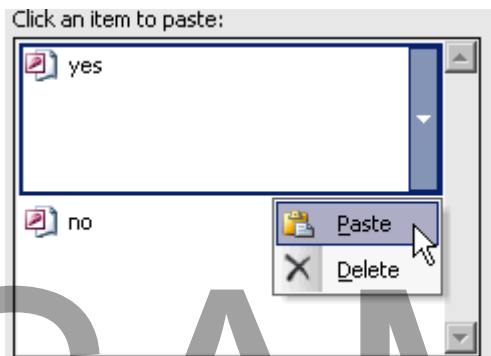 Click an item to paste:
yes
no
Paste
Delete